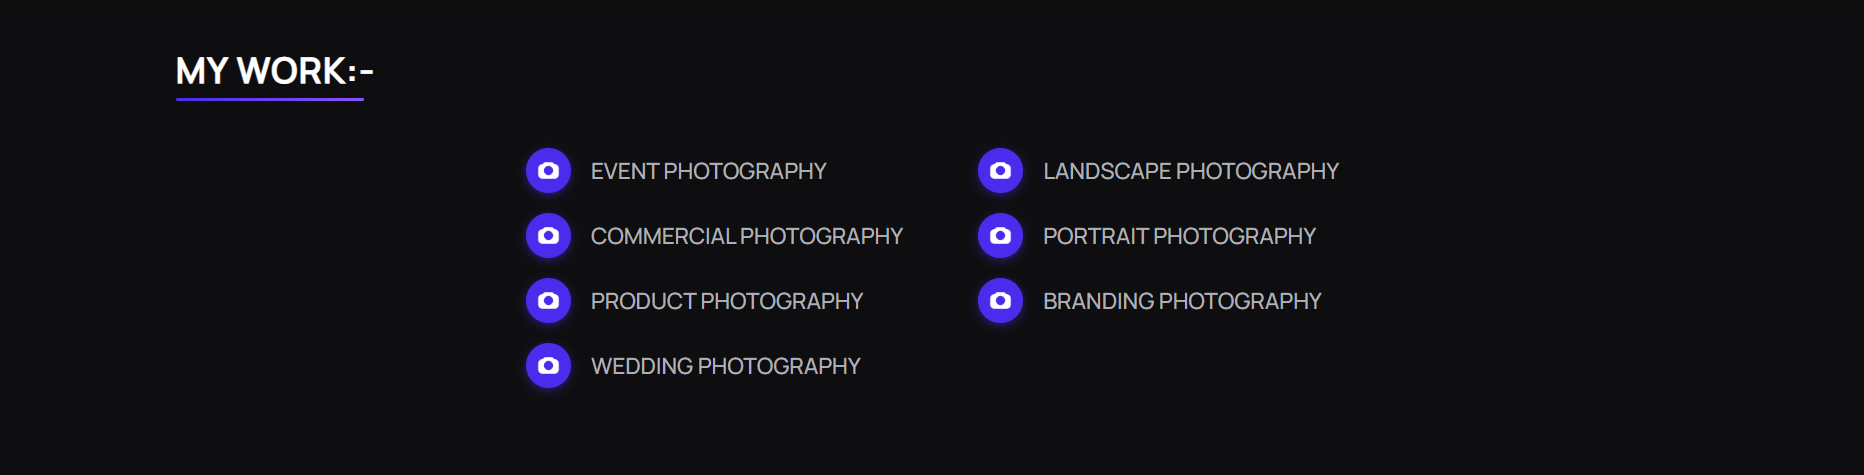 MY WORK:-
EVENT PHOTOGRAPHY
COMMERCIAL PHOTOGRAPHY
PRODUCT PHOTOGRAPHY
WEDDING PHOTOGRAPHY
LANDSCAPE PHOTOGRAPHY
PORTRAIT PHOTOGRAPHY
BRANDING PHOTOGRAPHY